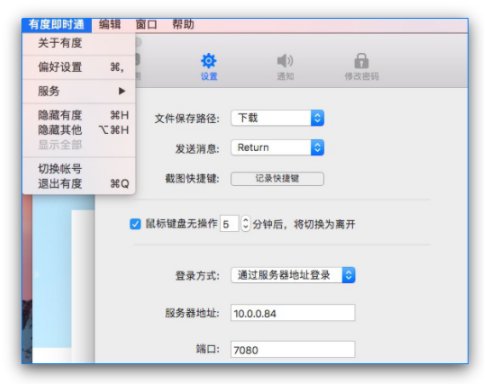 有度即时通 编辑 窗口 帮助
关于有度
偏好设置 ⌘,
服务 ▶
隐藏有度 ⌘H
隐藏其他 ⌥⌘H
显示全部
切换帐号
退出有度 ⌘Q
设置 通知 修改密码
文件保存路径: 下载
发送消息: Return
截图快捷键: 记录快捷键
鼠标键盘无操作 5 分钟后，将切换为离开
登录方式: 通过服务器地址登录
服务器地址: 10.0.0.84
端口: 7080